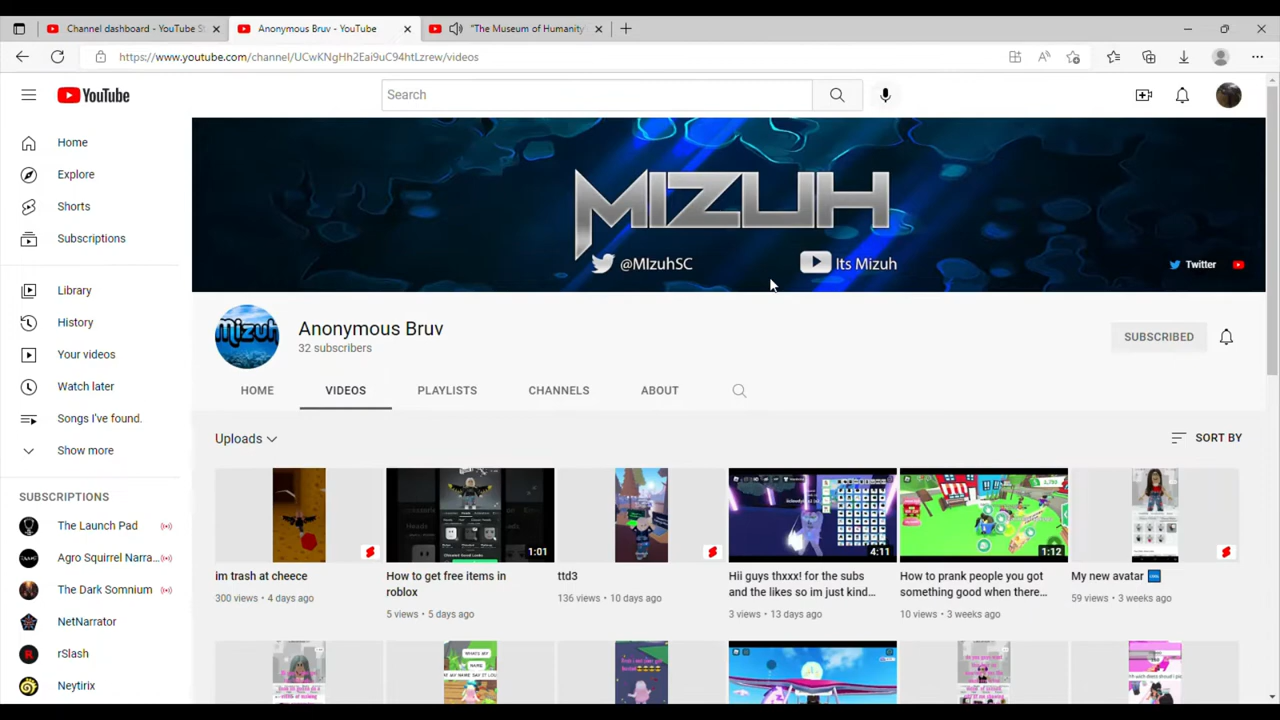 Channel dashboard - YouTube St
Anonymous Bruv - YouTube
"The Museum of Humanity
https://www.youtube.com/channel/UCwKNgHh2Eai9uC94htLzrew/videos
YouTube
Search
Home
Explore
Shorts
Subscriptions
Library
History
Your videos
Watch later
Songs I've found.
Show more
SUBSCRIPTIONS
The Launch Pad
Agro Squirrel Narra...
The Dark Somnium
NetNarrator
rSlash
Neytirix
MIZUH
@MIzuhSC
Its Mizuh
Twitter
Mizuh
Anonymous Bruv
32 subscribers
SUBSCRIBED
HOME
VIDEOS
PLAYLISTS
CHANNELS
ABOUT
Uploads
SORT BY
1:01
4:11
1:12
im trash at cheece
300 views • 4 days ago
How to get free items in
roblox
5 views • 5 days ago
ttd3
136 views • 10 days ago
Hii guys thxxx! for the subs
and the likes so im just kind...
3 views • 13 days ago
How to prank people you got
something good when there...
10 views • 3 weeks ago
My new avatar
59 views • 3 weeks ago
WHAT'S MY
NAME